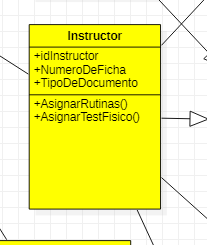 Instructor
+idInstructor
+NumeroDeFicha
+TipoDeDocumento
+AsignarRutinas()
+AsignarTestFisico()